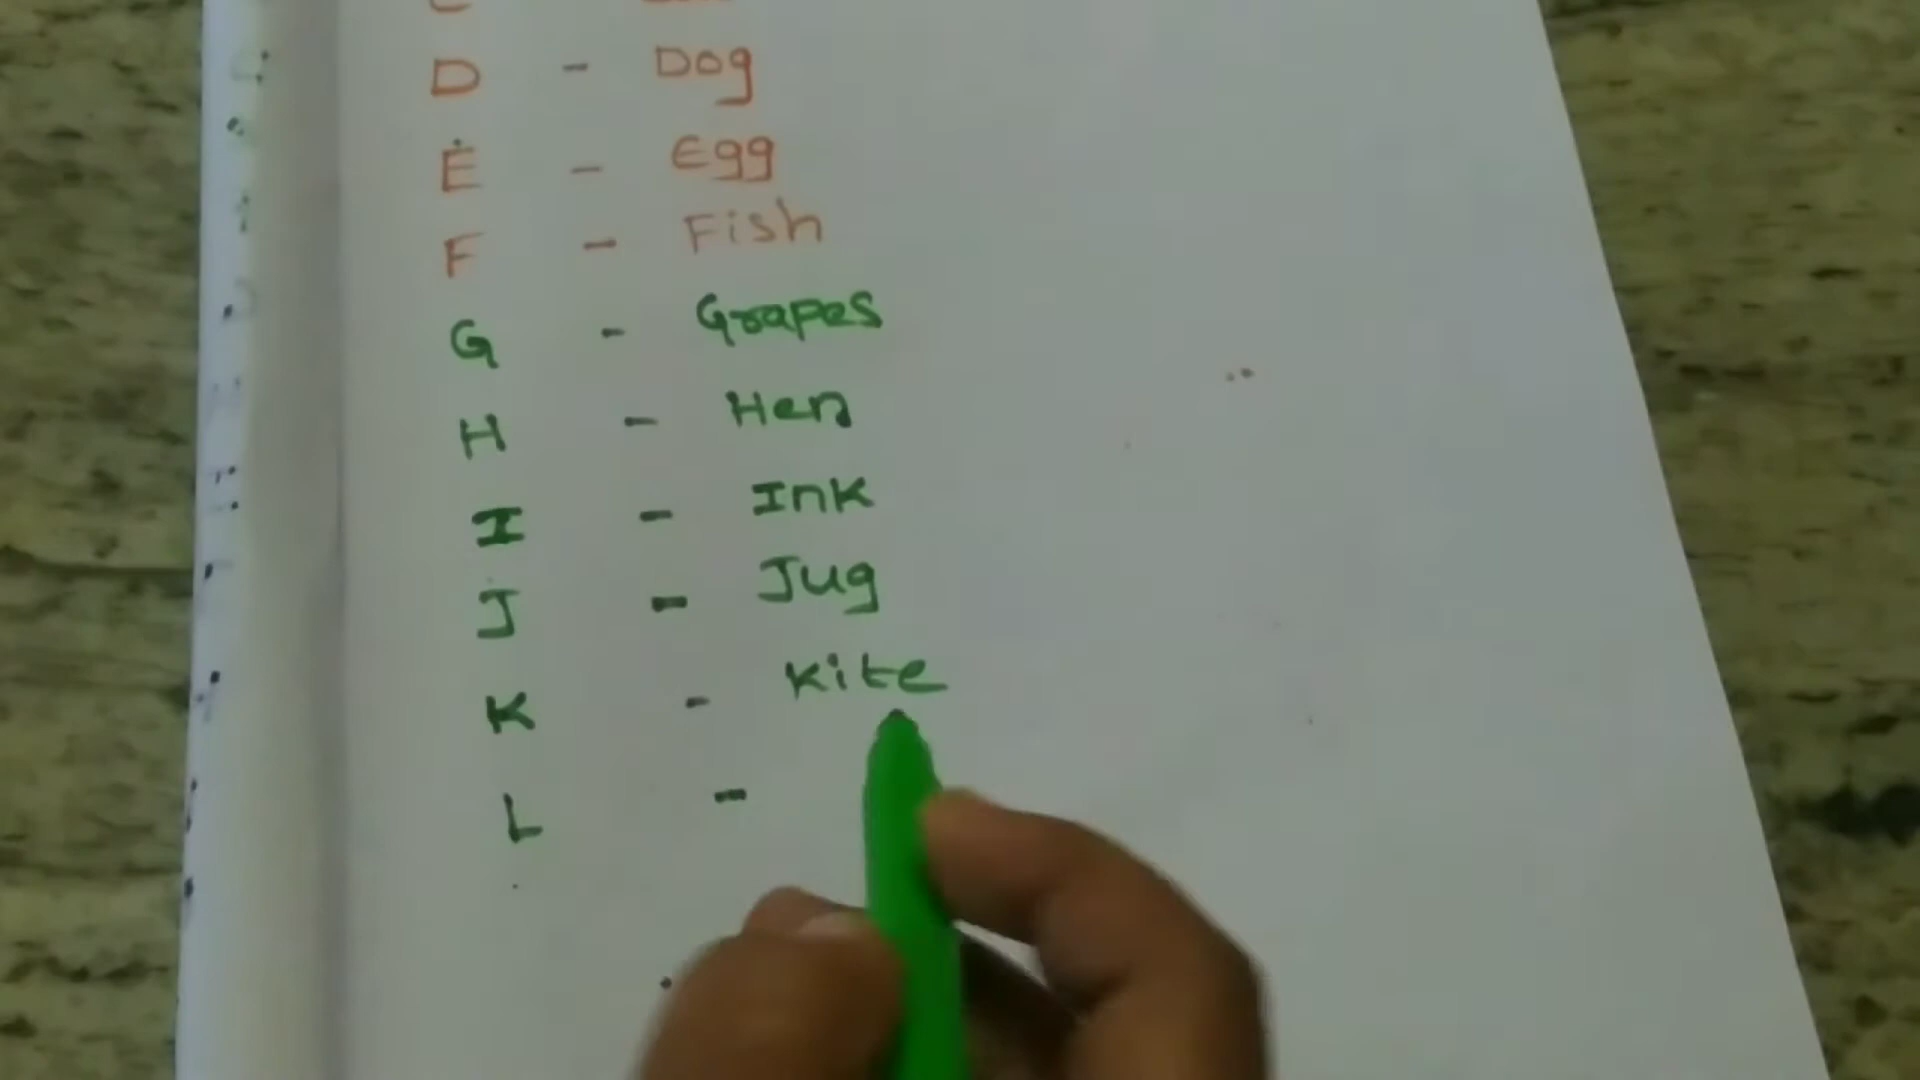 D - Dog
E - Egg
F - Fish
G - Grapes
H - Hen
I - Ink
J - Jug
K - Kite
L -